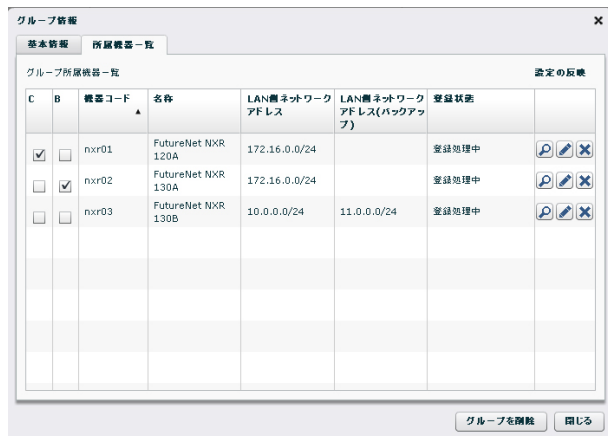 グループ情報
基本情報 所属機器一覧
グループ所属機器一覧 設定の反映
C B 機器コード 名称 LAN側ネットワークアドレス LAN側ネットワークアドレス(バックアップ) 登録状態
nxr01 FutureNet NXR 120A 172.16.0.0/24 登録処理中
nxr02 FutureNet NXR 130A 172.16.0.0/24 登録処理中
nxr03 FutureNet NXR 130B 10.0.0.0/24 11.0.0.0/24 登録処理中
グループを削除 閉じる